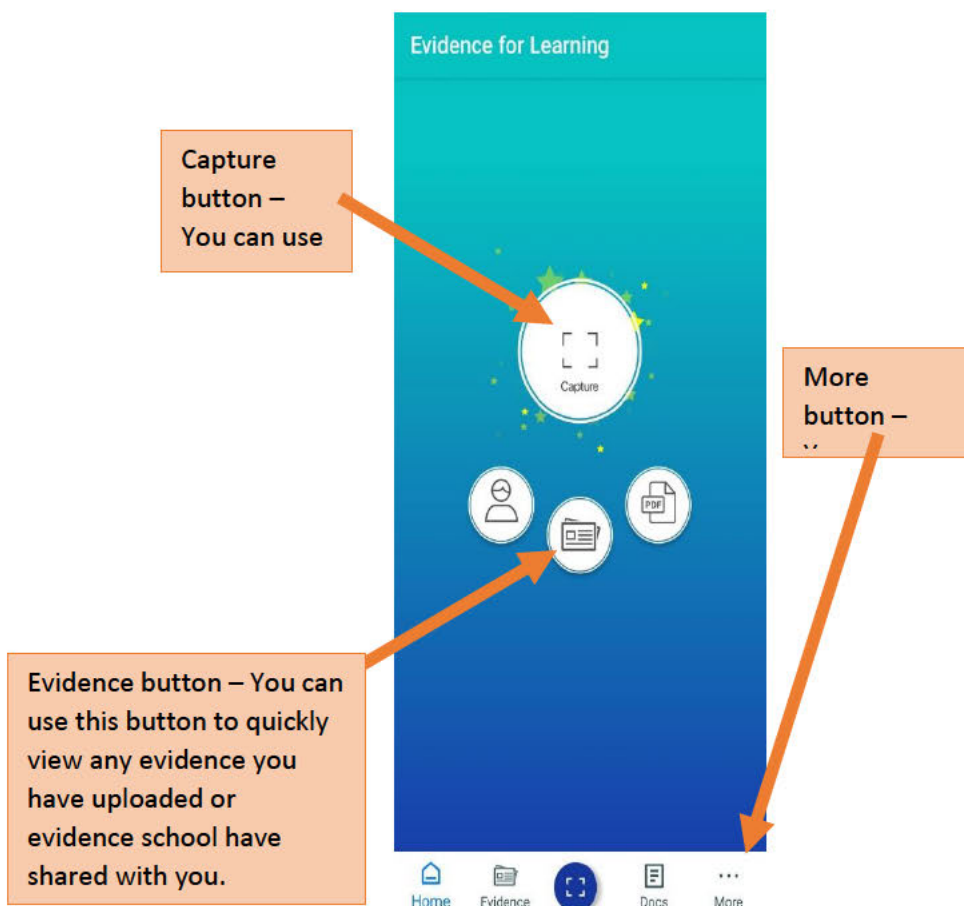 Evidence for Learning
Capture
button –
You can use
Capture
More
button –
PDF
Evidence button – You can
use this button to quickly
view any evidence you
have uploaded or
evidence school have
shared with you.
Home
Evidence
Docs
More